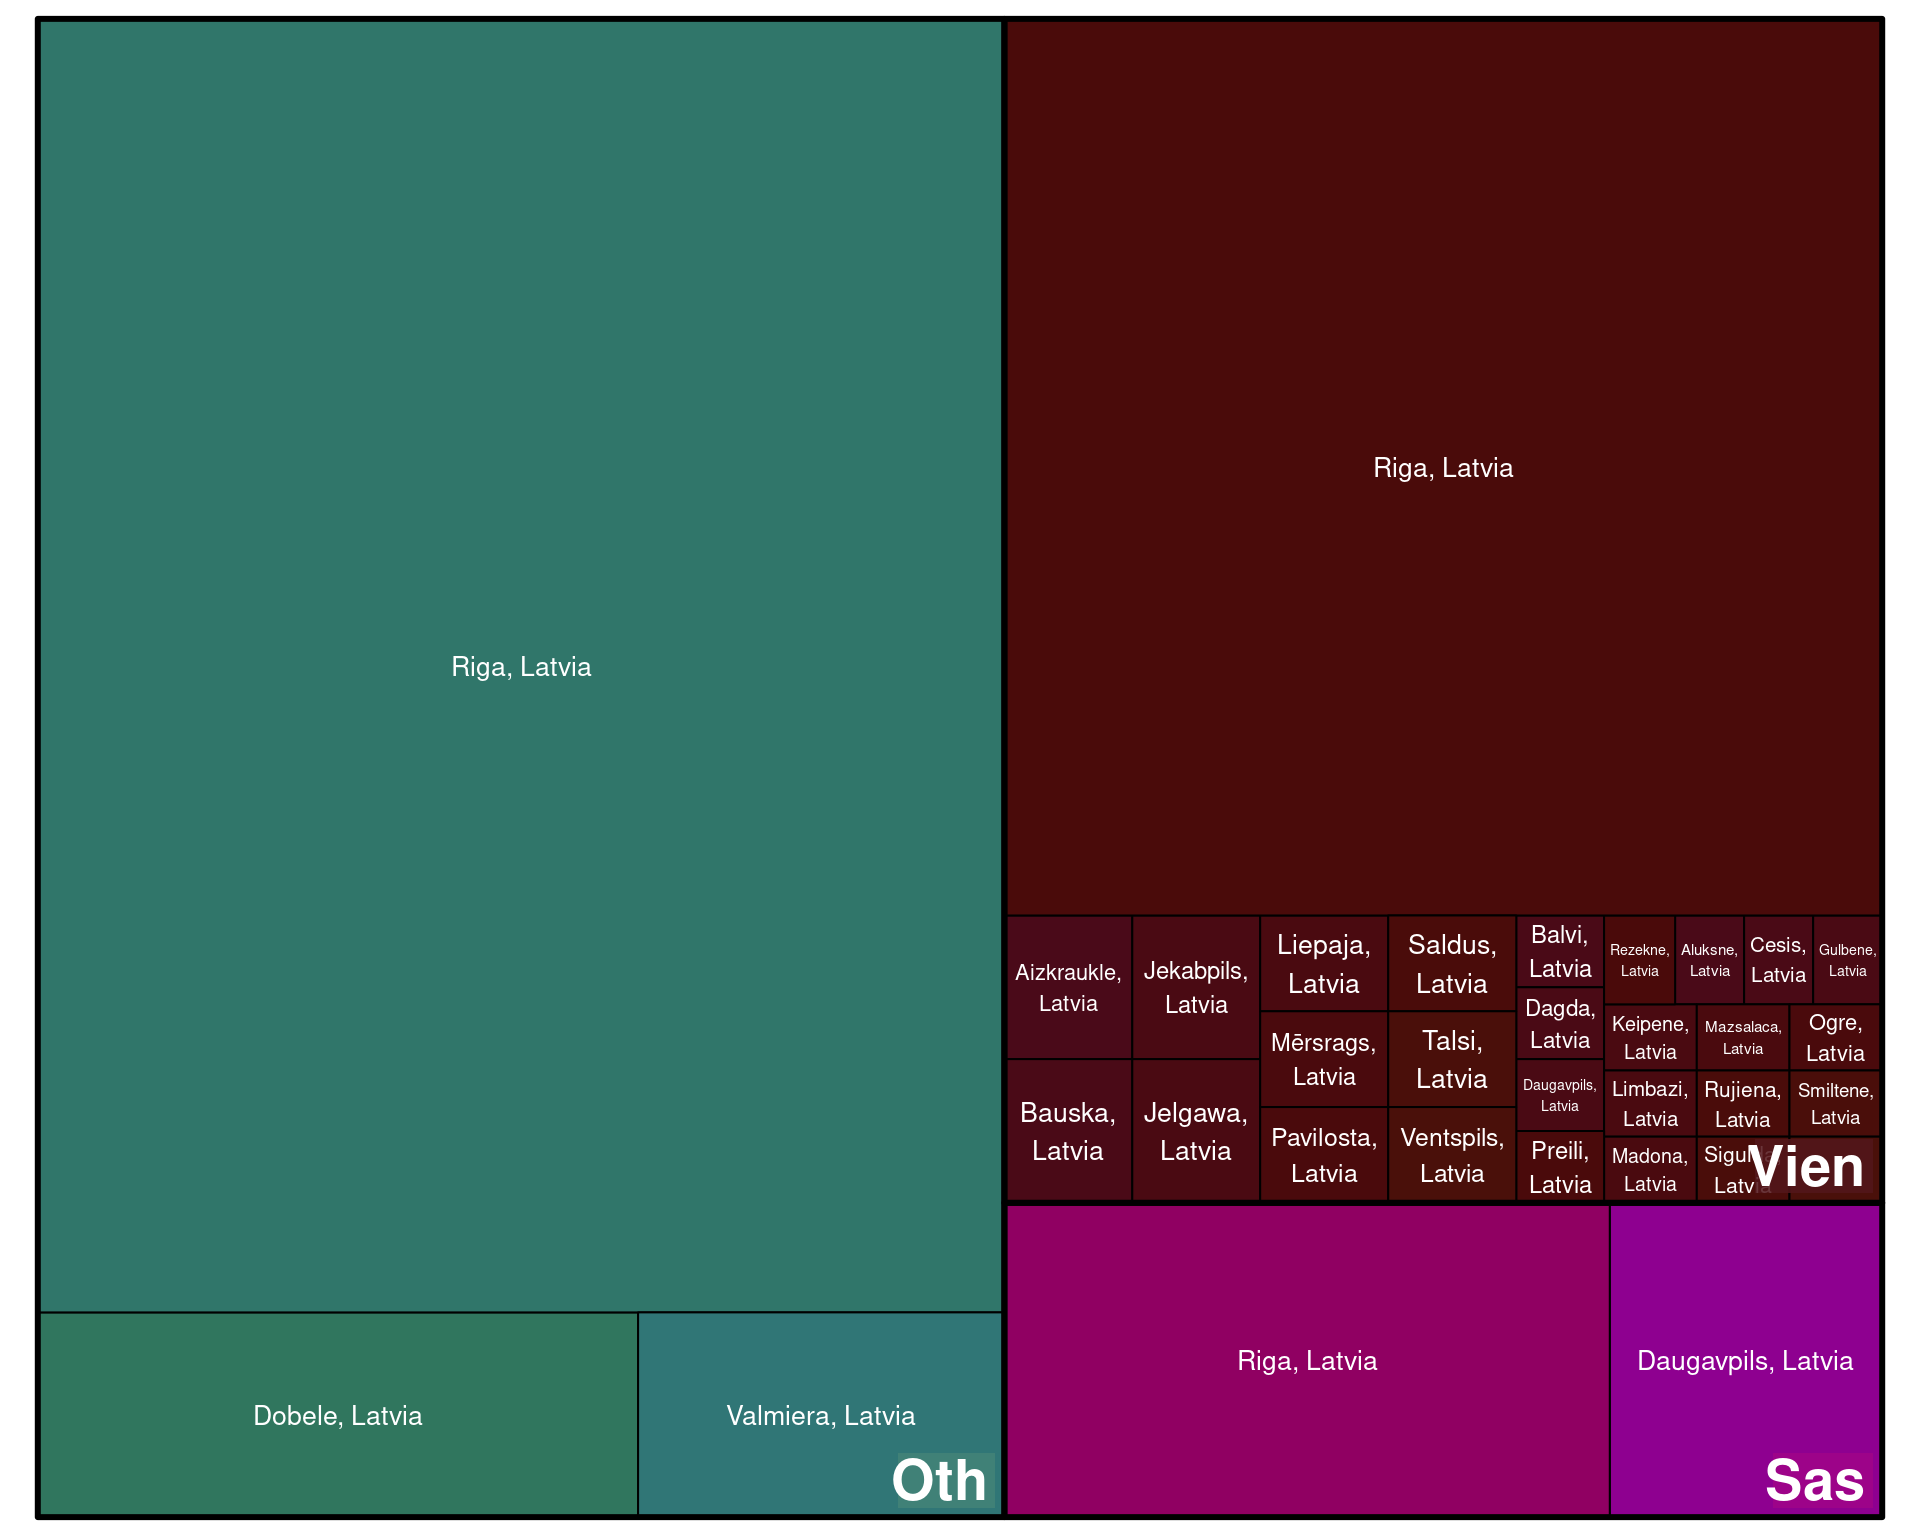 Riga, Latvia
Dobele, Latvia
Valmiera, Latvia
Oth
Riga, Latvia
Aizkraukle,
Latvia
Bauska,
Latvia
Jekabpils,
Latvia
Jelgawa,
Latvia
Liepaja,
Latvia
Mērsrags,
Latvia
Pavilosta,
Latvia
Saldus,
Latvia
Talsi,
Latvia
Ventspils,
Latvia
Balvi,
Latvia
Dagda,
Latvia
Daugavpils,
Latvia
Preili,
Latvia
Rezekne,
Latvia
Aluksne,
Latvia
Cesis,
Latvia
Gulbene,
Latvia
Keipene,
Latvia
Mazsalaca,
Latvia
Ogre,
Latvia
Limbazi,
Latvia
Rujiena,
Latvia
Smiltene,
Latvia
Madona,
Latvia
Vien
Riga, Latvia
Daugavpils, Latvia
Sas